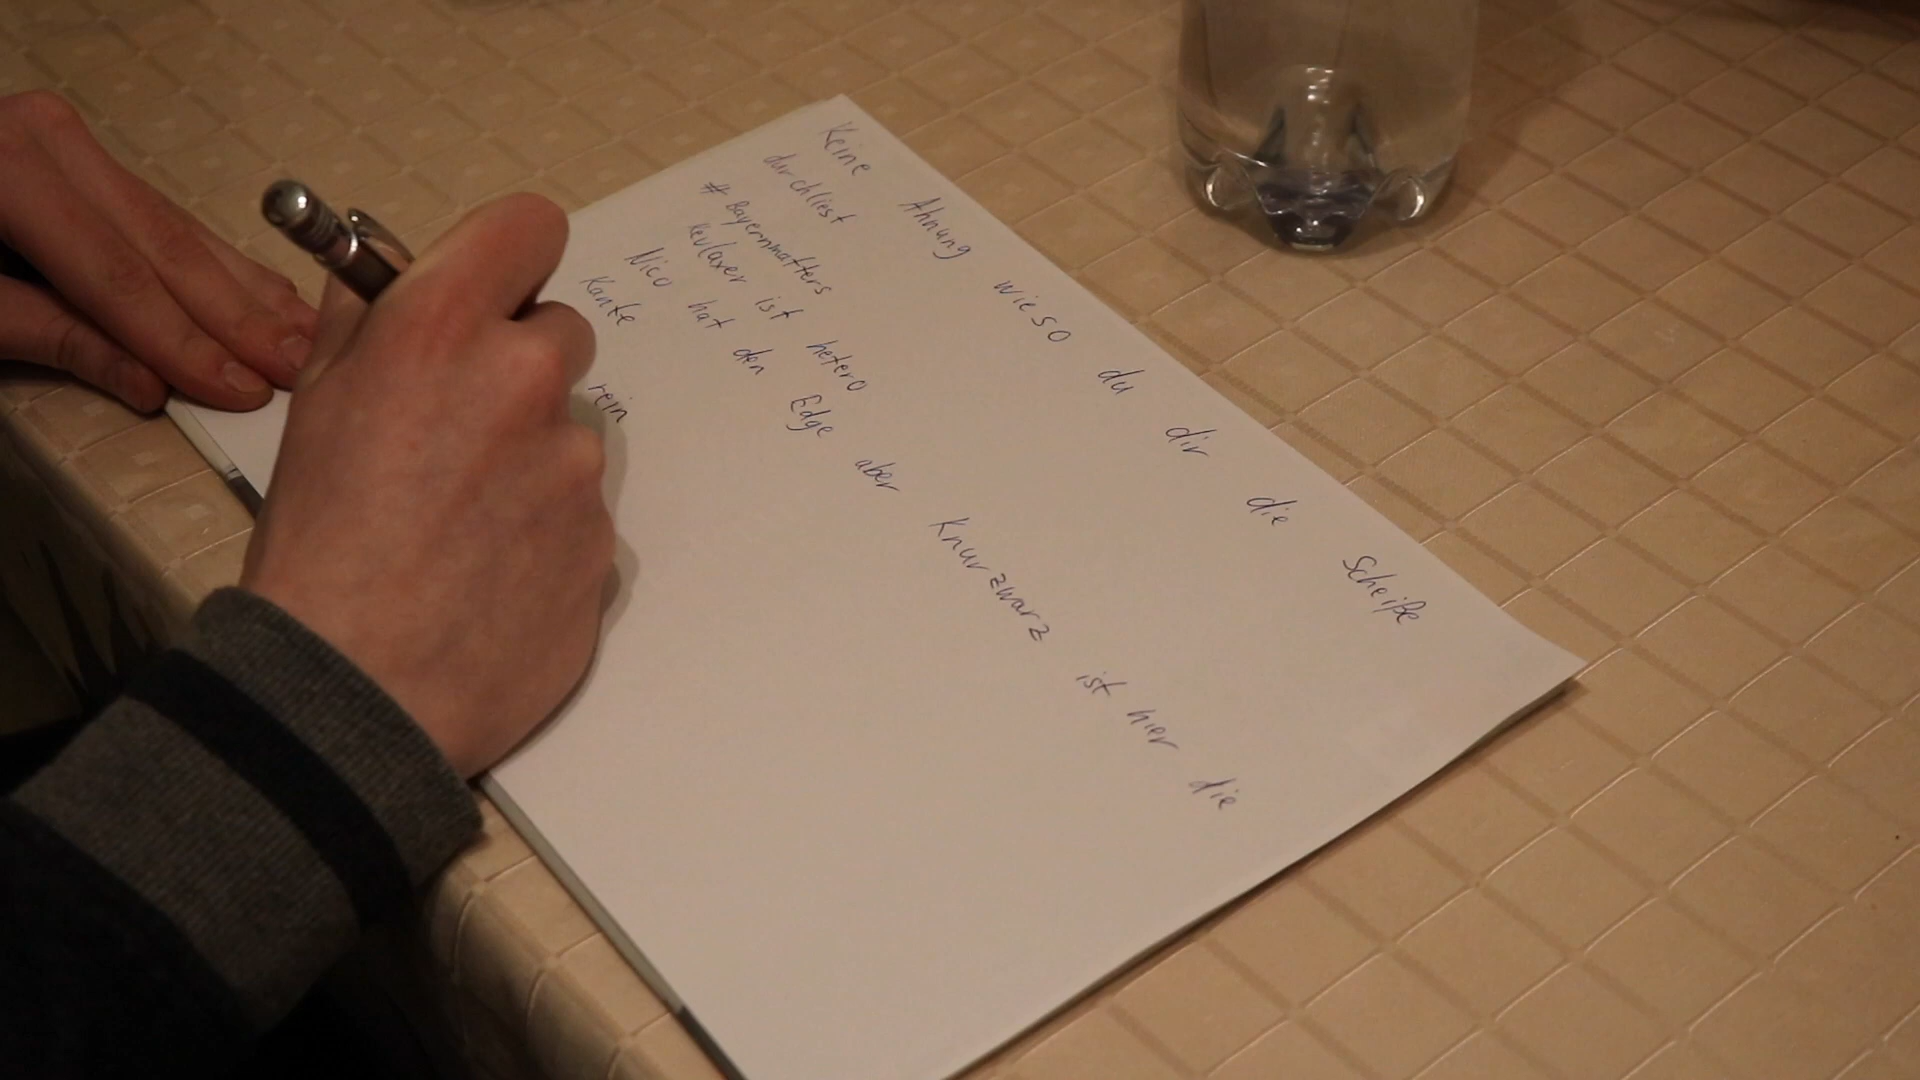 Keine Ahnung wieso du dir die Scheiße
durchliest
#Bayernmatters
ist hetero
Nico hat den Edge aber Knurzwarz ist hier die
Kante rein